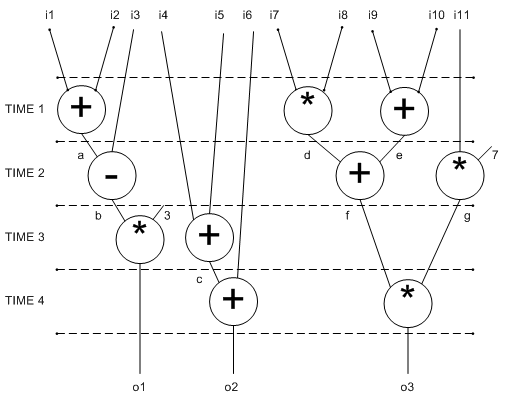 i1 i2 i3 i4 i5 i6 i7 i8 i9 i10 i11
TIME 1 + * +
a d e 7
TIME 2 - + *
b 3 f g
TIME 3 * +
c
TIME 4 + *
o1 o2 o3